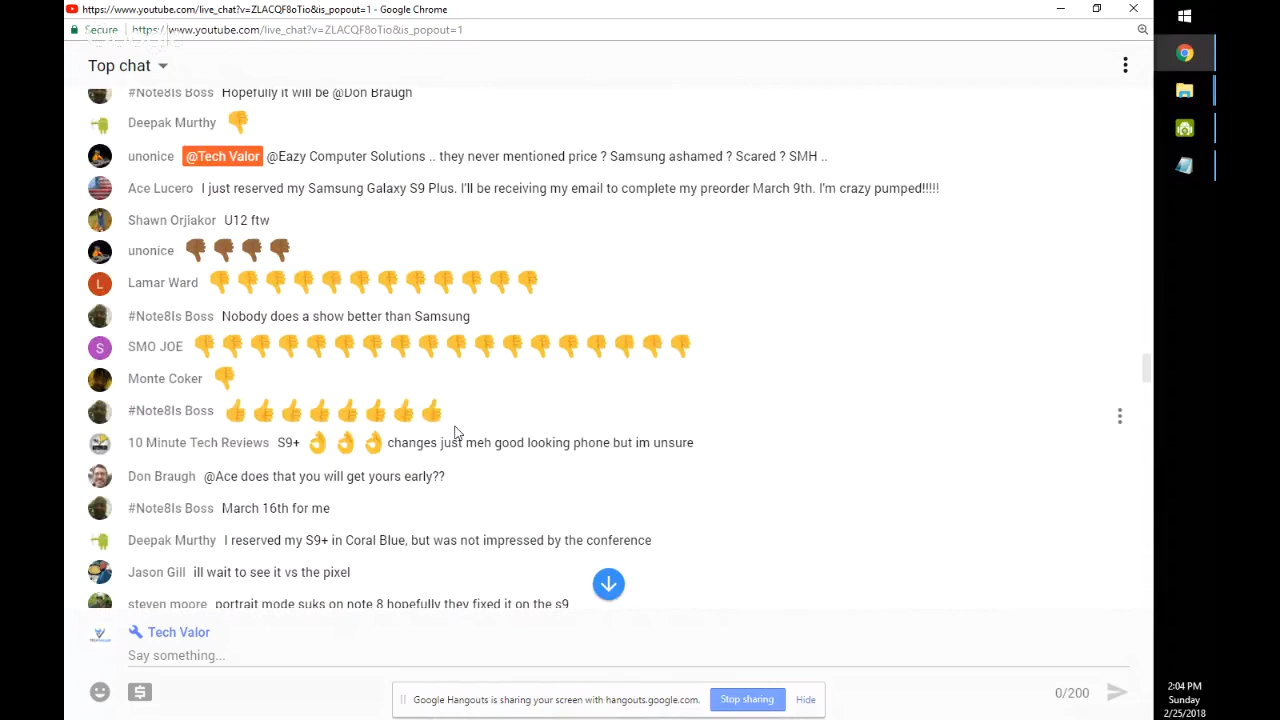 https://www.youtube.com/live_chat?v=ZLACQF8oTio&is_popout=1 - Google Chrome
Secure https://www.youtube.com/live_chat?v=ZLACQF8oTio&is_popout=1
Top chat
#Note8Is Boss Hopefully it will be @Don Braugh
Deepak Murthy 👎
unonice @Tech Valor @Eazy Computer Solutions .. they never mentioned price ? Samsung ashamed ? Scared ? SMH ..
Ace Lucero I just reserved my Samsung Galaxy S9 Plus. I'll be receiving my email to complete my preorder March 9th. I'm crazy pumped!!!!!
Shawn Orjiakor U12 ftw
unonice 👎🏾👎🏾👎🏾👎🏾
L Lamar Ward 👎👎👎👎👎👎👎👎👎👎👎👎
#Note8Is Boss Nobody does a show better than Samsung
S SMO JOE 👎👎👎👎👎👎👎👎👎👎👎👎👎👎👎👎👎👎
Monte Coker 👎
#Note8Is Boss 👍👍👍👍👍👍👍👍
10 Minute Tech Reviews S9+ 👌👌👌 changes just meh good looking phone but im unsure
Don Braugh @Ace does that you will get yours early??
#Note8Is Boss March 16th for me
Deepak Murthy I reserved my S9+ in Coral Blue, but was not impressed by the conference
Jason Gill ill wait to see it vs the pixel
steven moore portrait mode suks on note 8 hopefully they fixed it on the s9
Tech Valor
Say something...
Google Hangouts is sharing your screen with hangouts.google.com. Stop sharing Hide
0/200
2:04 PM
Sunday
2/25/2018